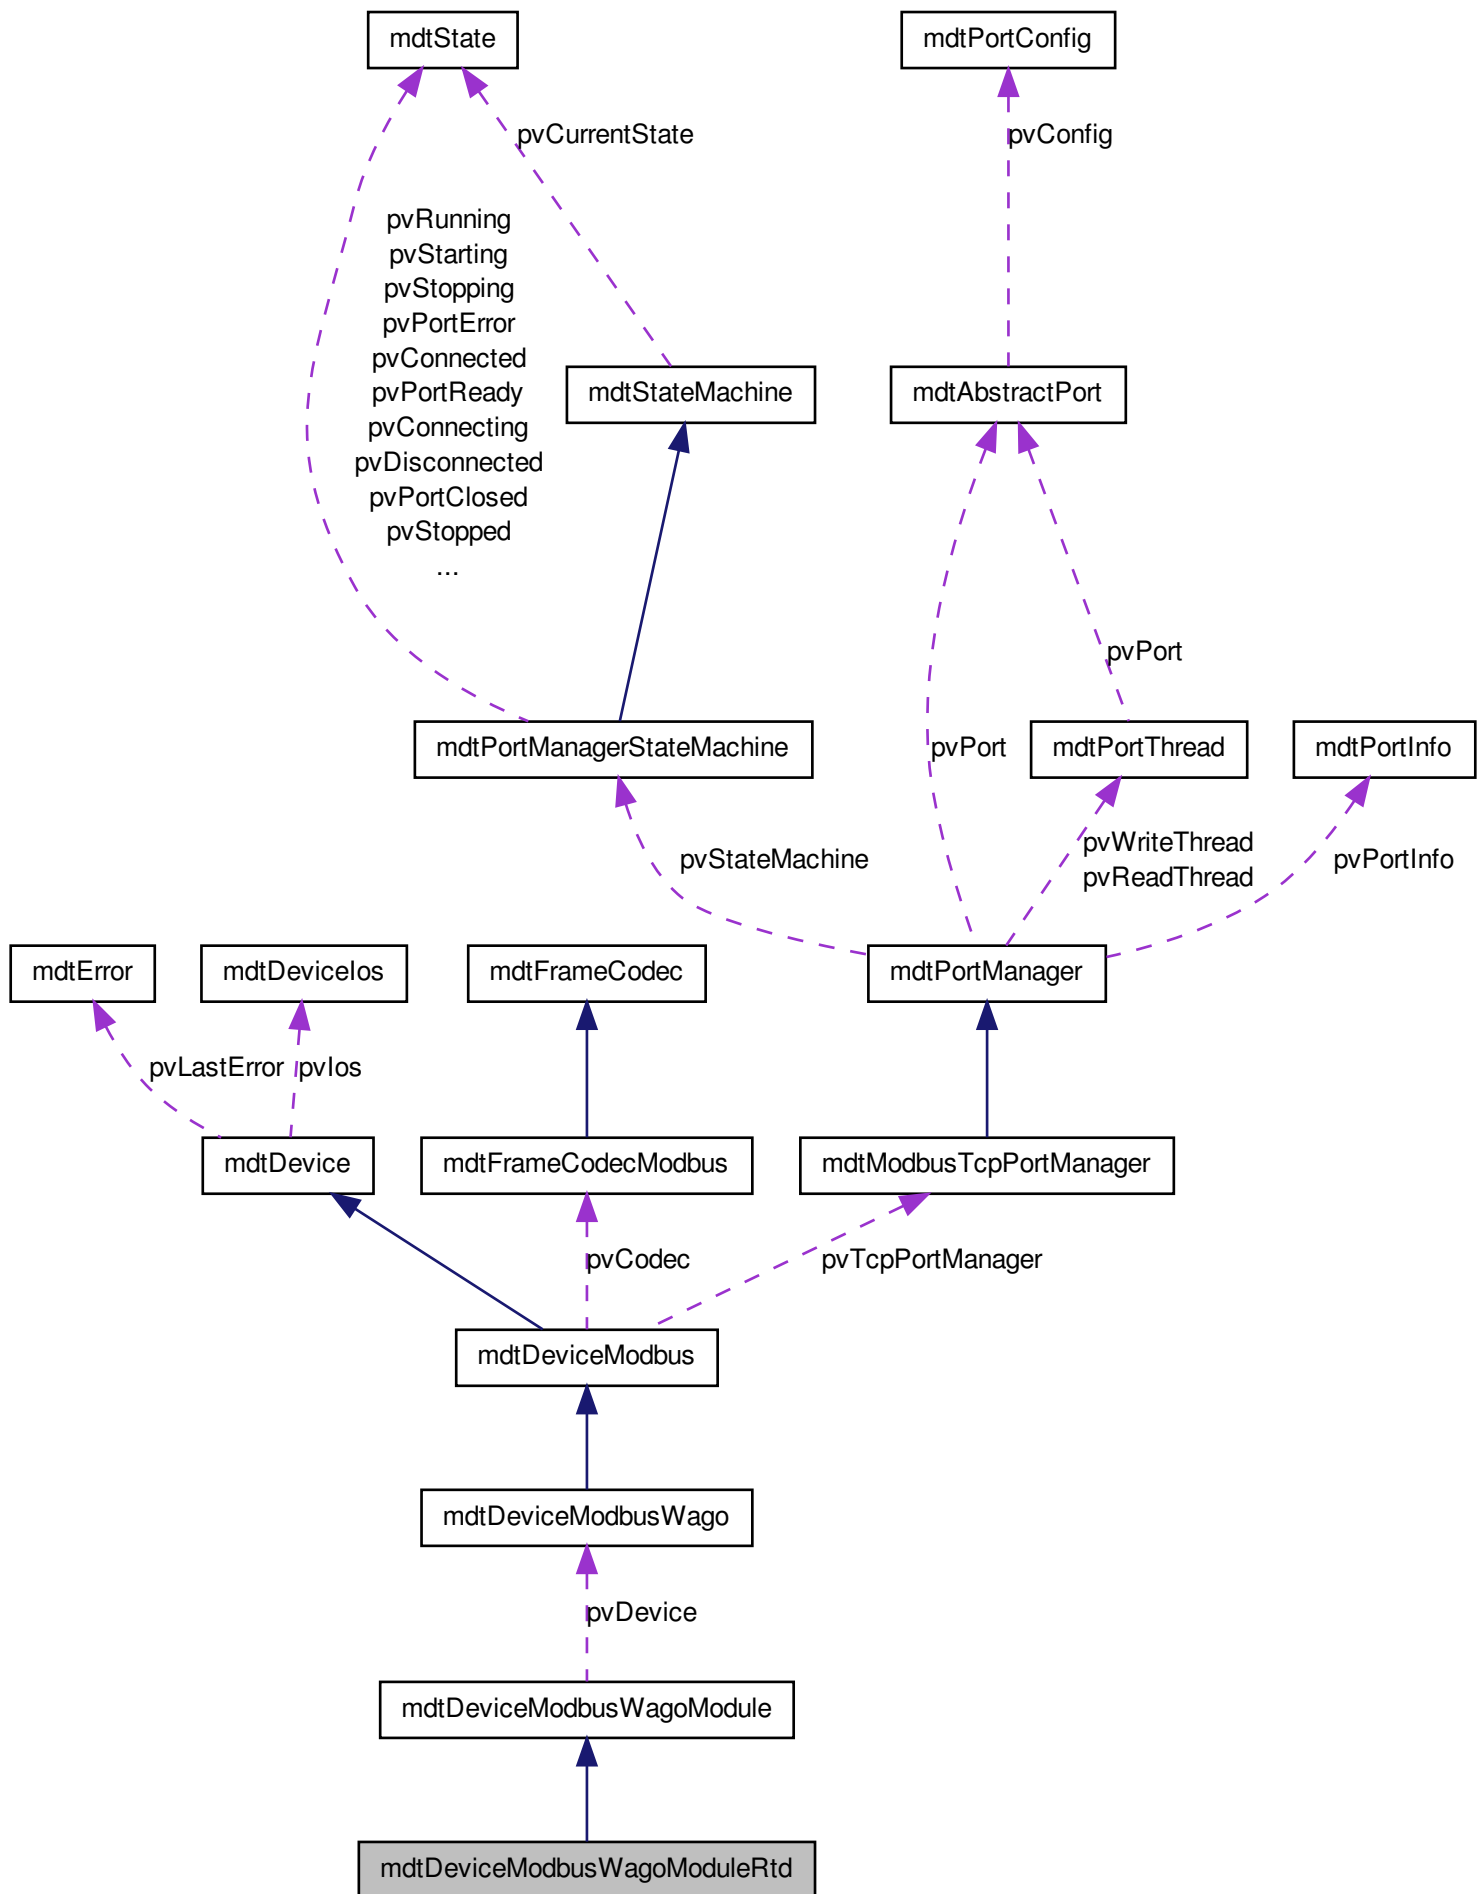 mdtState
mdtPortConfig
pvCurrentState
pvConfig
pvRunning
pvStarting
pvStopping
pvPortError
pvConnected
pvPortReady
pvConnecting
pvDisconnected
pvPortClosed
pvStopped
...
mdtStateMachine
mdtAbstractPort
pvPort
mdtPortManagerStateMachine
pvPort
mdtPortThread
mdtPortInfo
pvStateMachine
pvWriteThread
pvReadThread
pvPortInfo
mdtError
mdtDeviceIos
mdtFrameCodec
mdtPortManager
pvLastError
pvIos
mdtDevice
mdtFrameCodecModbus
mdtModbusTcpPortManager
pvCodec
pvTcpPortManager
mdtDeviceModbus
mdtDeviceModbusWago
pvDevice
mdtDeviceModbusWagoModule
mdtDeviceModbusWagoModuleRtd